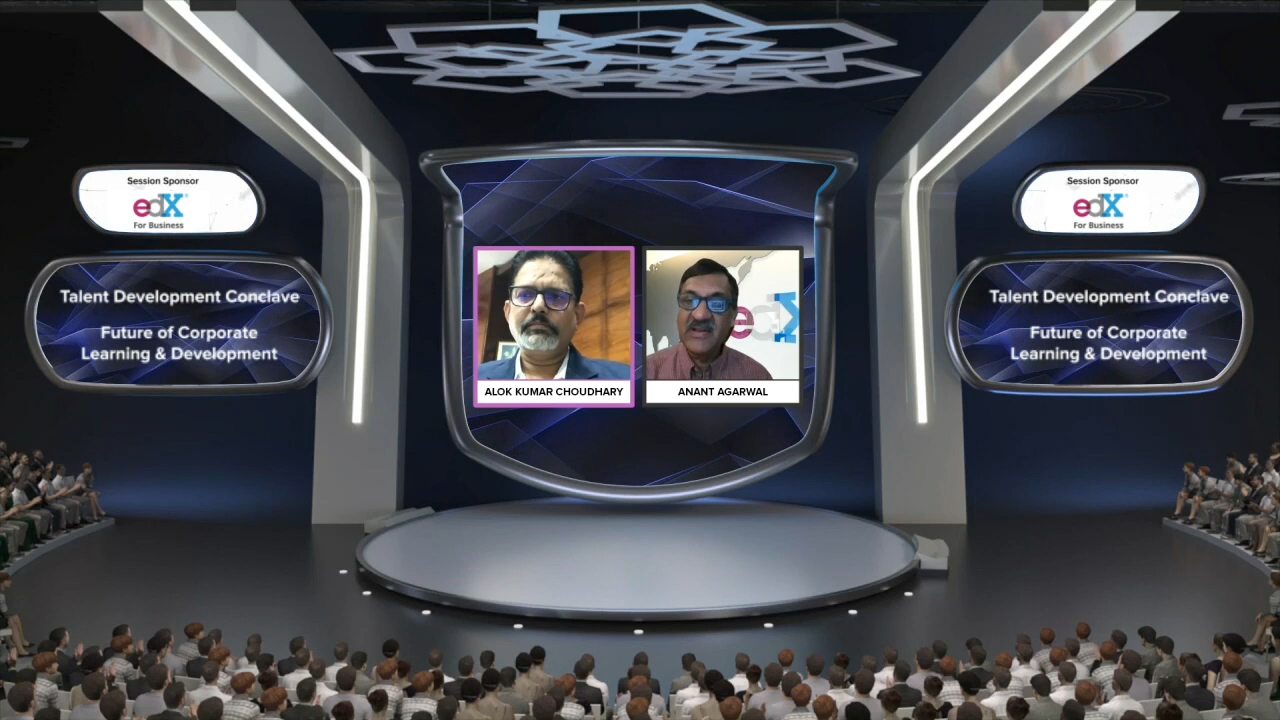 Session Sponsor
edX
For Business
Talent Development Conclave
Future of Corporate
Learning & Development
edX
ALOK KUMAR CHOUDHARY
ANANT AGARWAL
Session Sponsor
edX
For Business
Talent Development Conclave
Future of Corporate
Learning & Development